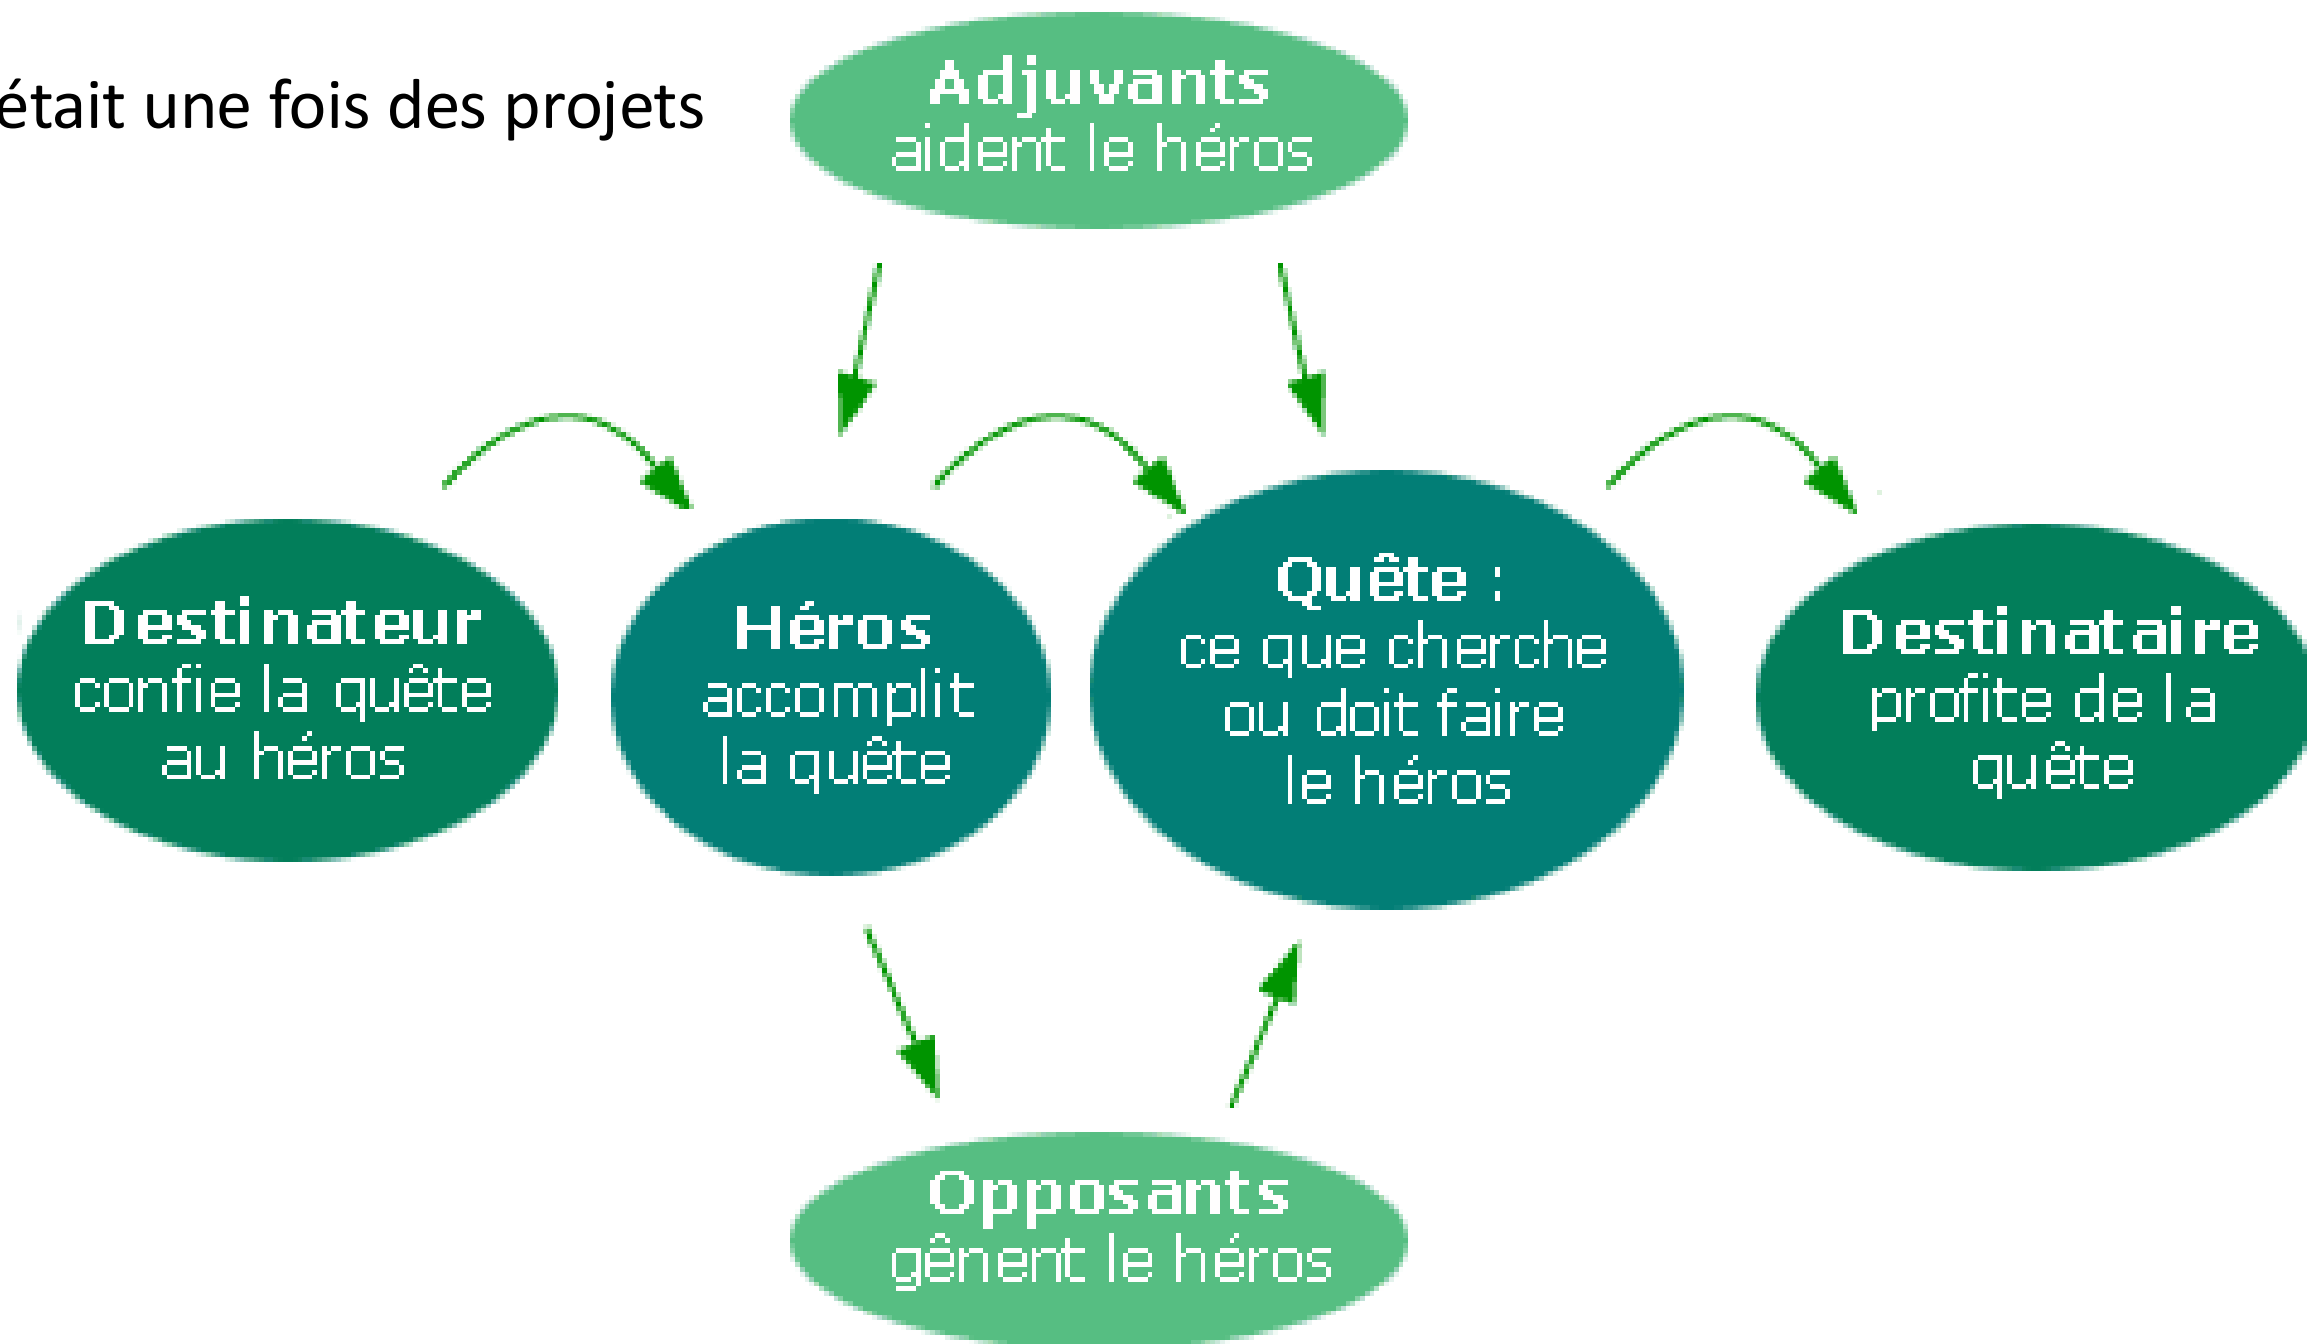 était une fois des projets
Adjuvants
aident le héros
Destinateur
confie la quête
au héros
Héros
accomplit
la quête
Quête :
ce que cherche
ou doit faire
le héros
Destinataire
profite de la
quête
Opposants
gênent le héros